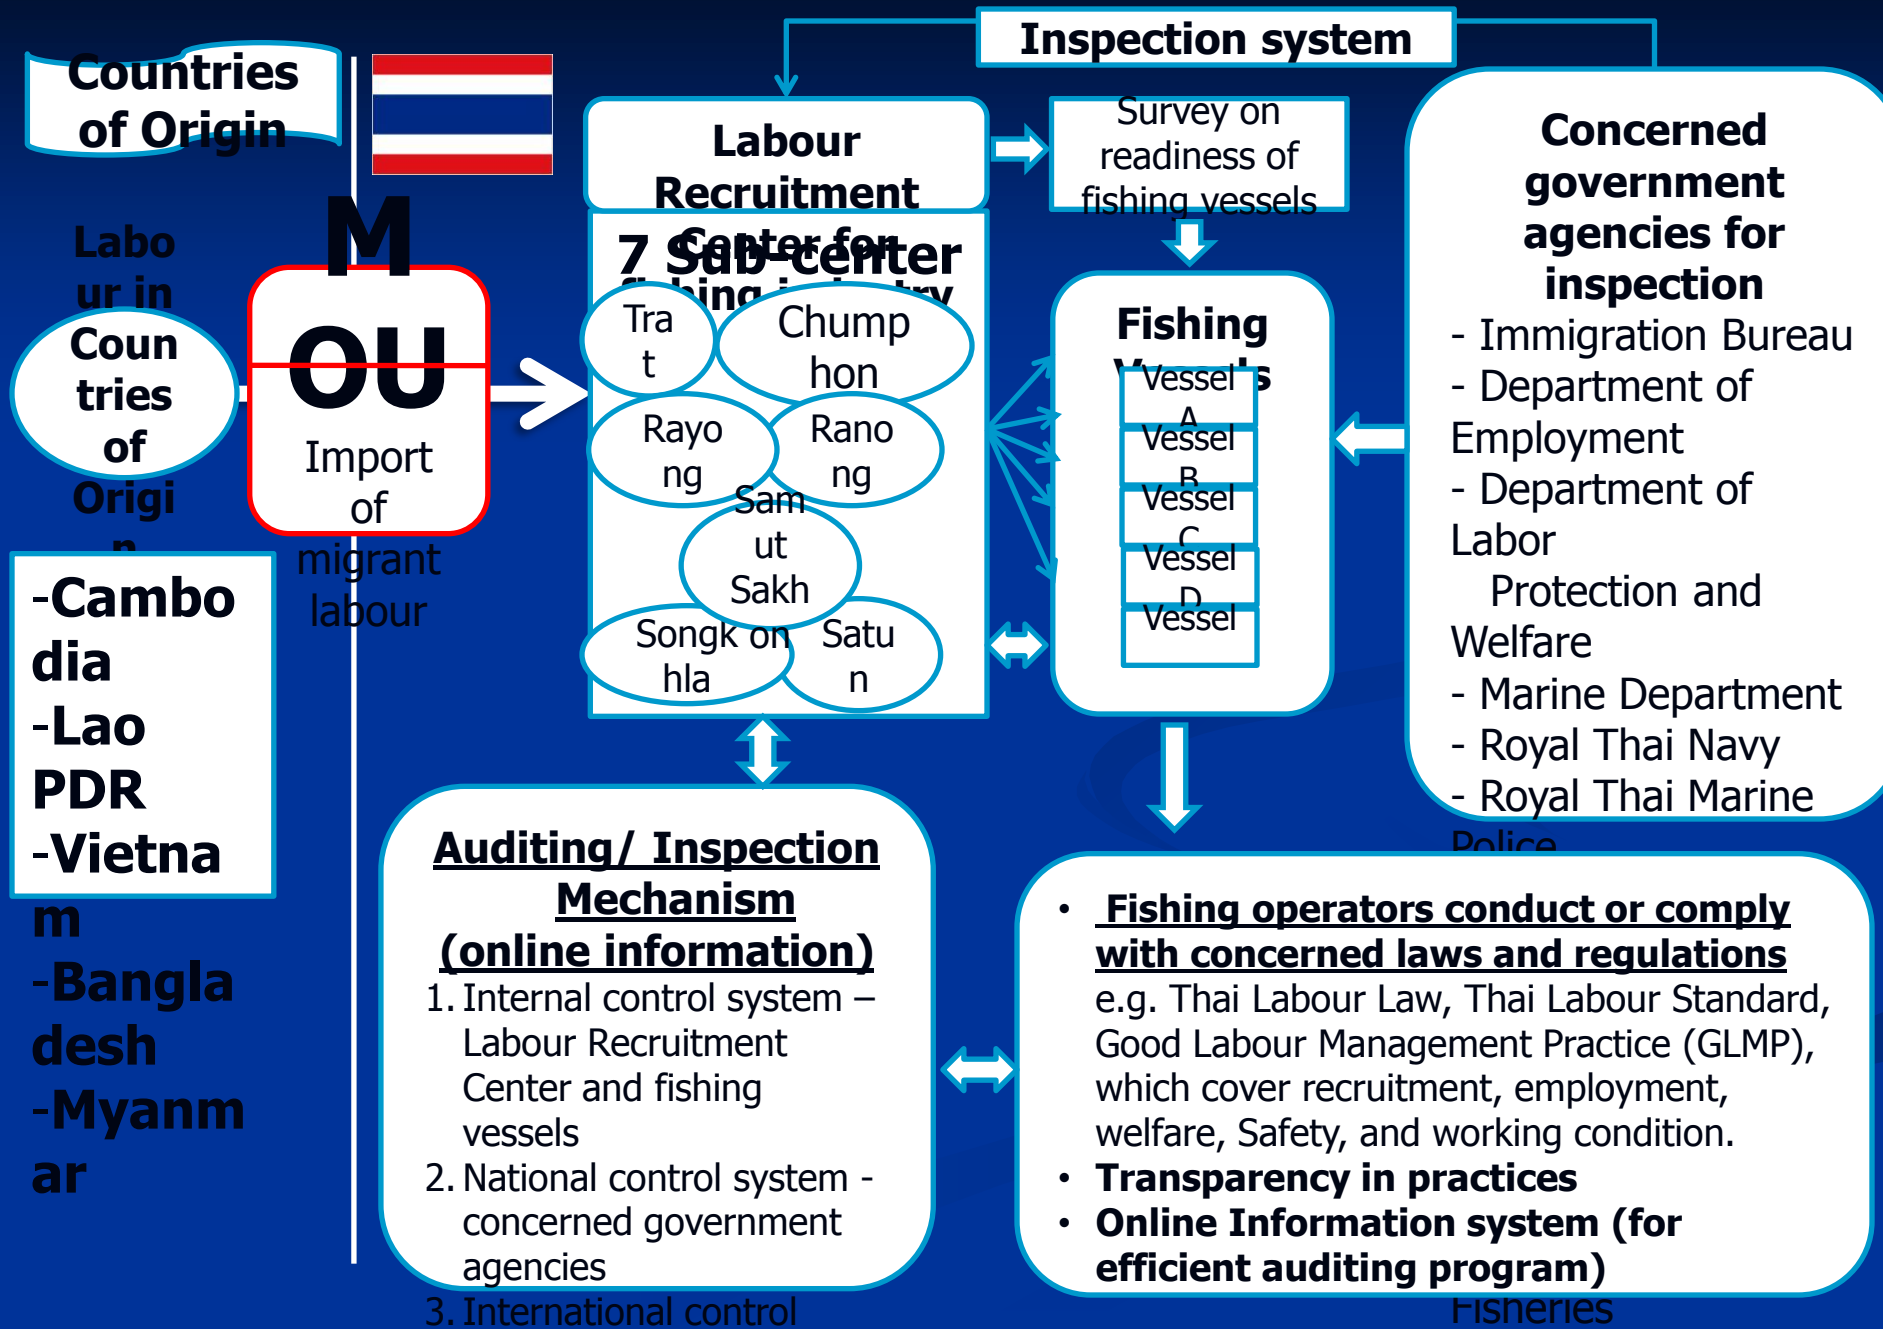 Inspection system
Countries
of Origin
Labo
ur in
Coun
tries
of
Origi
n
-Cambo
dia
-Lao
PDR
-Vietna
m
-Bangla
desh
-Myanm
ar
M
OU
Import
of
migrant
labour
Labour
Recruitment
Center for
fishing industry
7 Sub-center
Tra
t
Chump
hon
Rayo
ng
Rano
ng
Sam
ut
Sakh
on
Songk
hla
Satu
n
Survey on
readiness of
fishing vessels
Fishing
Vessels
Vessel
A
Vessel
B
Vessel
C
Vessel
D
Vessel
Concerned
government
agencies for
inspection
- Immigration Bureau
- Department of
Employment
- Department of
Labor
Protection and
Welfare
- Marine Department
- Royal Thai Navy
- Royal Thai Marine
Police
Fisheries
Auditing/ Inspection
Mechanism
(online information)
1. Internal control system –
Labour Recruitment
Center and fishing
vessels
2. National control system -
concerned government
agencies
3. International control
• Fishing operators conduct or comply
with concerned laws and regulations
e.g. Thai Labour Law, Thai Labour Standard,
Good Labour Management Practice (GLMP),
which cover recruitment, employment,
welfare, Safety, and working condition.
• Transparency in practices
• Online Information system (for
efficient auditing program)